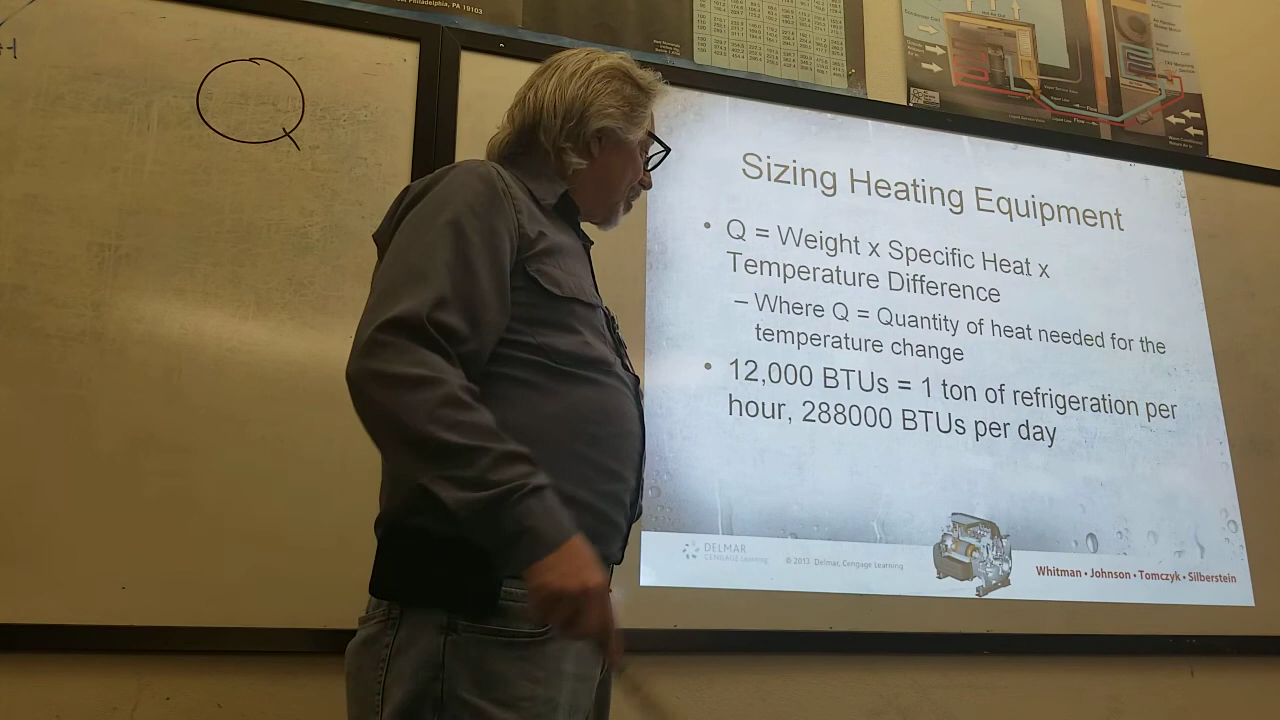 Philadelphia, PA 19103
Q
Sizing Heating Equipment
• Q = Weight x Specific Heat x
Temperature Difference
– Where Q = Quantity of heat needed for the
temperature change
• 12,000 BTUs = 1 ton of refrigeration per
hour, 288000 BTUs per day
DELMAR
CENGAGE Learning
© 2013 Delmar, Cengage Learning
Whitman • Johnson • Tomczyk • Silberstein